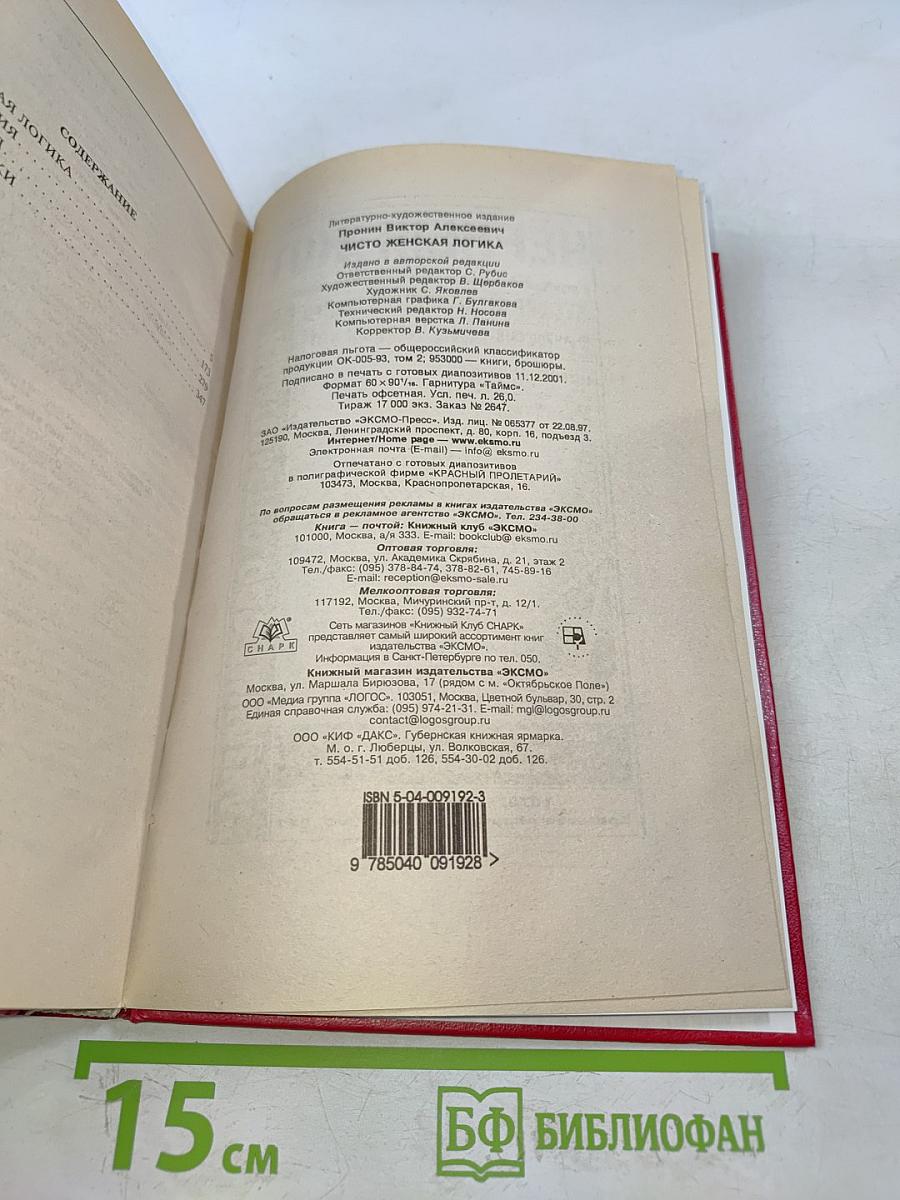 СОДЕРЖАНИЕ
АЯ ЛОГИКА
5
173
239
347
Литературно-художественное издание
Пронин Виктор Алексеевич
ЧИСТО ЖЕНСКАЯ ЛОГИКА
Издано в авторской редакции
Ответственный редактор С. Рубис
Художественный редактор В. Щербаков
Художник С. Яковлев
Компьютерная графика Г. Булгакова
Технический редактор Н. Носова
Компьютерная верстка Л. Панина
Корректор В. Кузьмичева
Налоговая льгота — общероссийский классификатор
продукции ОК-005-93, том 2; 953000 — книги, брошюры.
Подписано в печать с готовых диапозитивов 11.12.2001.
Формат 60 × 90¹/₁₆. Гарнитура «Таймс».
Печать офсетная. Усл. печ. л. 26,0.
Тираж 17 000 экз. Заказ № 2647.
ЗАО «Издательство «ЭКСМО-Пресс». Изд. лиц. № 065377 от 22.08.97.
125190, Москва, Ленинградский проспект, д. 80, корп. 16, подъезд 3.
Интернет/Home page — www.eksmo.ru
Электронная почта (E-mail) — info@ eksmo.ru
Отпечатано с готовых диапозитивов
в полиграфической фирме «КРАСНЫЙ ПРОЛЕТАРИЙ»
103473, Москва, Краснопролетарская, 16.
По вопросам размещения рекламы в книгах издательства «ЭКСМО»
обращаться в рекламное агентство «ЭКСМО». Тел. 234-38-00
Книга — почтой: Книжный клуб «ЭКСМО»
101000, Москва, а/я 333. E-mail: bookclub@ eksmo.ru
Оптовая торговля:
109472, Москва, ул. Академика Скрябина, д. 21, этаж 2
Тел./факс: (095) 378-84-74, 378-82-61, 745-89-16
E-mail: reception@eksmo-sale.ru
Мелкооптовая торговля:
117192, Москва, Мичуринский пр-т, д. 12/1.
Тел./факс: (095) 932-74-71
СНАРК
Сеть магазинов «Книжный Клуб СНАРК»
представляет самый широкий ассортимент книг
издательства «ЭКСМО».
Информация в Санкт-Петербурге по тел. 050.
Книжный магазин издательства «ЭКСМО»
Москва, ул. Маршала Бирюзова, 17 (рядом с м. «Октябрьское Поле»)
ООО «Медиа группа «ЛОГОС». 103051, Москва, Цветной бульвар, 30, стр. 2
Единая справочная служба: (095) 974-21-31. E-mail: mgl@logosgroup.ru
contact@logosgroup.ru
ООО «КИФ «ДАКС». Губернская книжная ярмарка.
М. о. г. Люберцы, ул. Волковская, 67.
т. 554-51-51 доб. 126, 554-30-02 доб. 126.
ISBN 5-04-009192-3
9 785040 091928 >
15 см
БФ БИБЛИОФАН